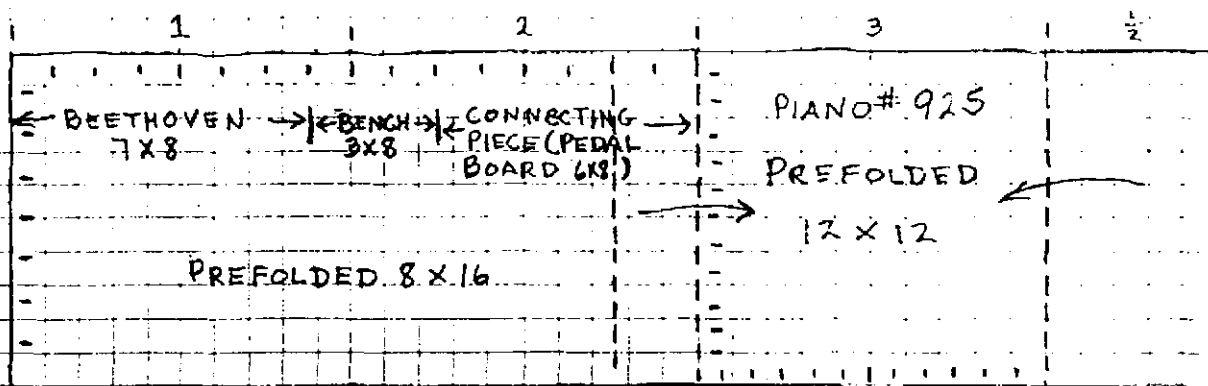 1 2 3 1/2
BEETHOVEN
7X8
BENCH
3X8
CONNECTING
PIECE (PEDAL
BOARD 6X8)
PIANO # 925
PREFOLDED
12 X 12
PREFOLDED 8 X 16